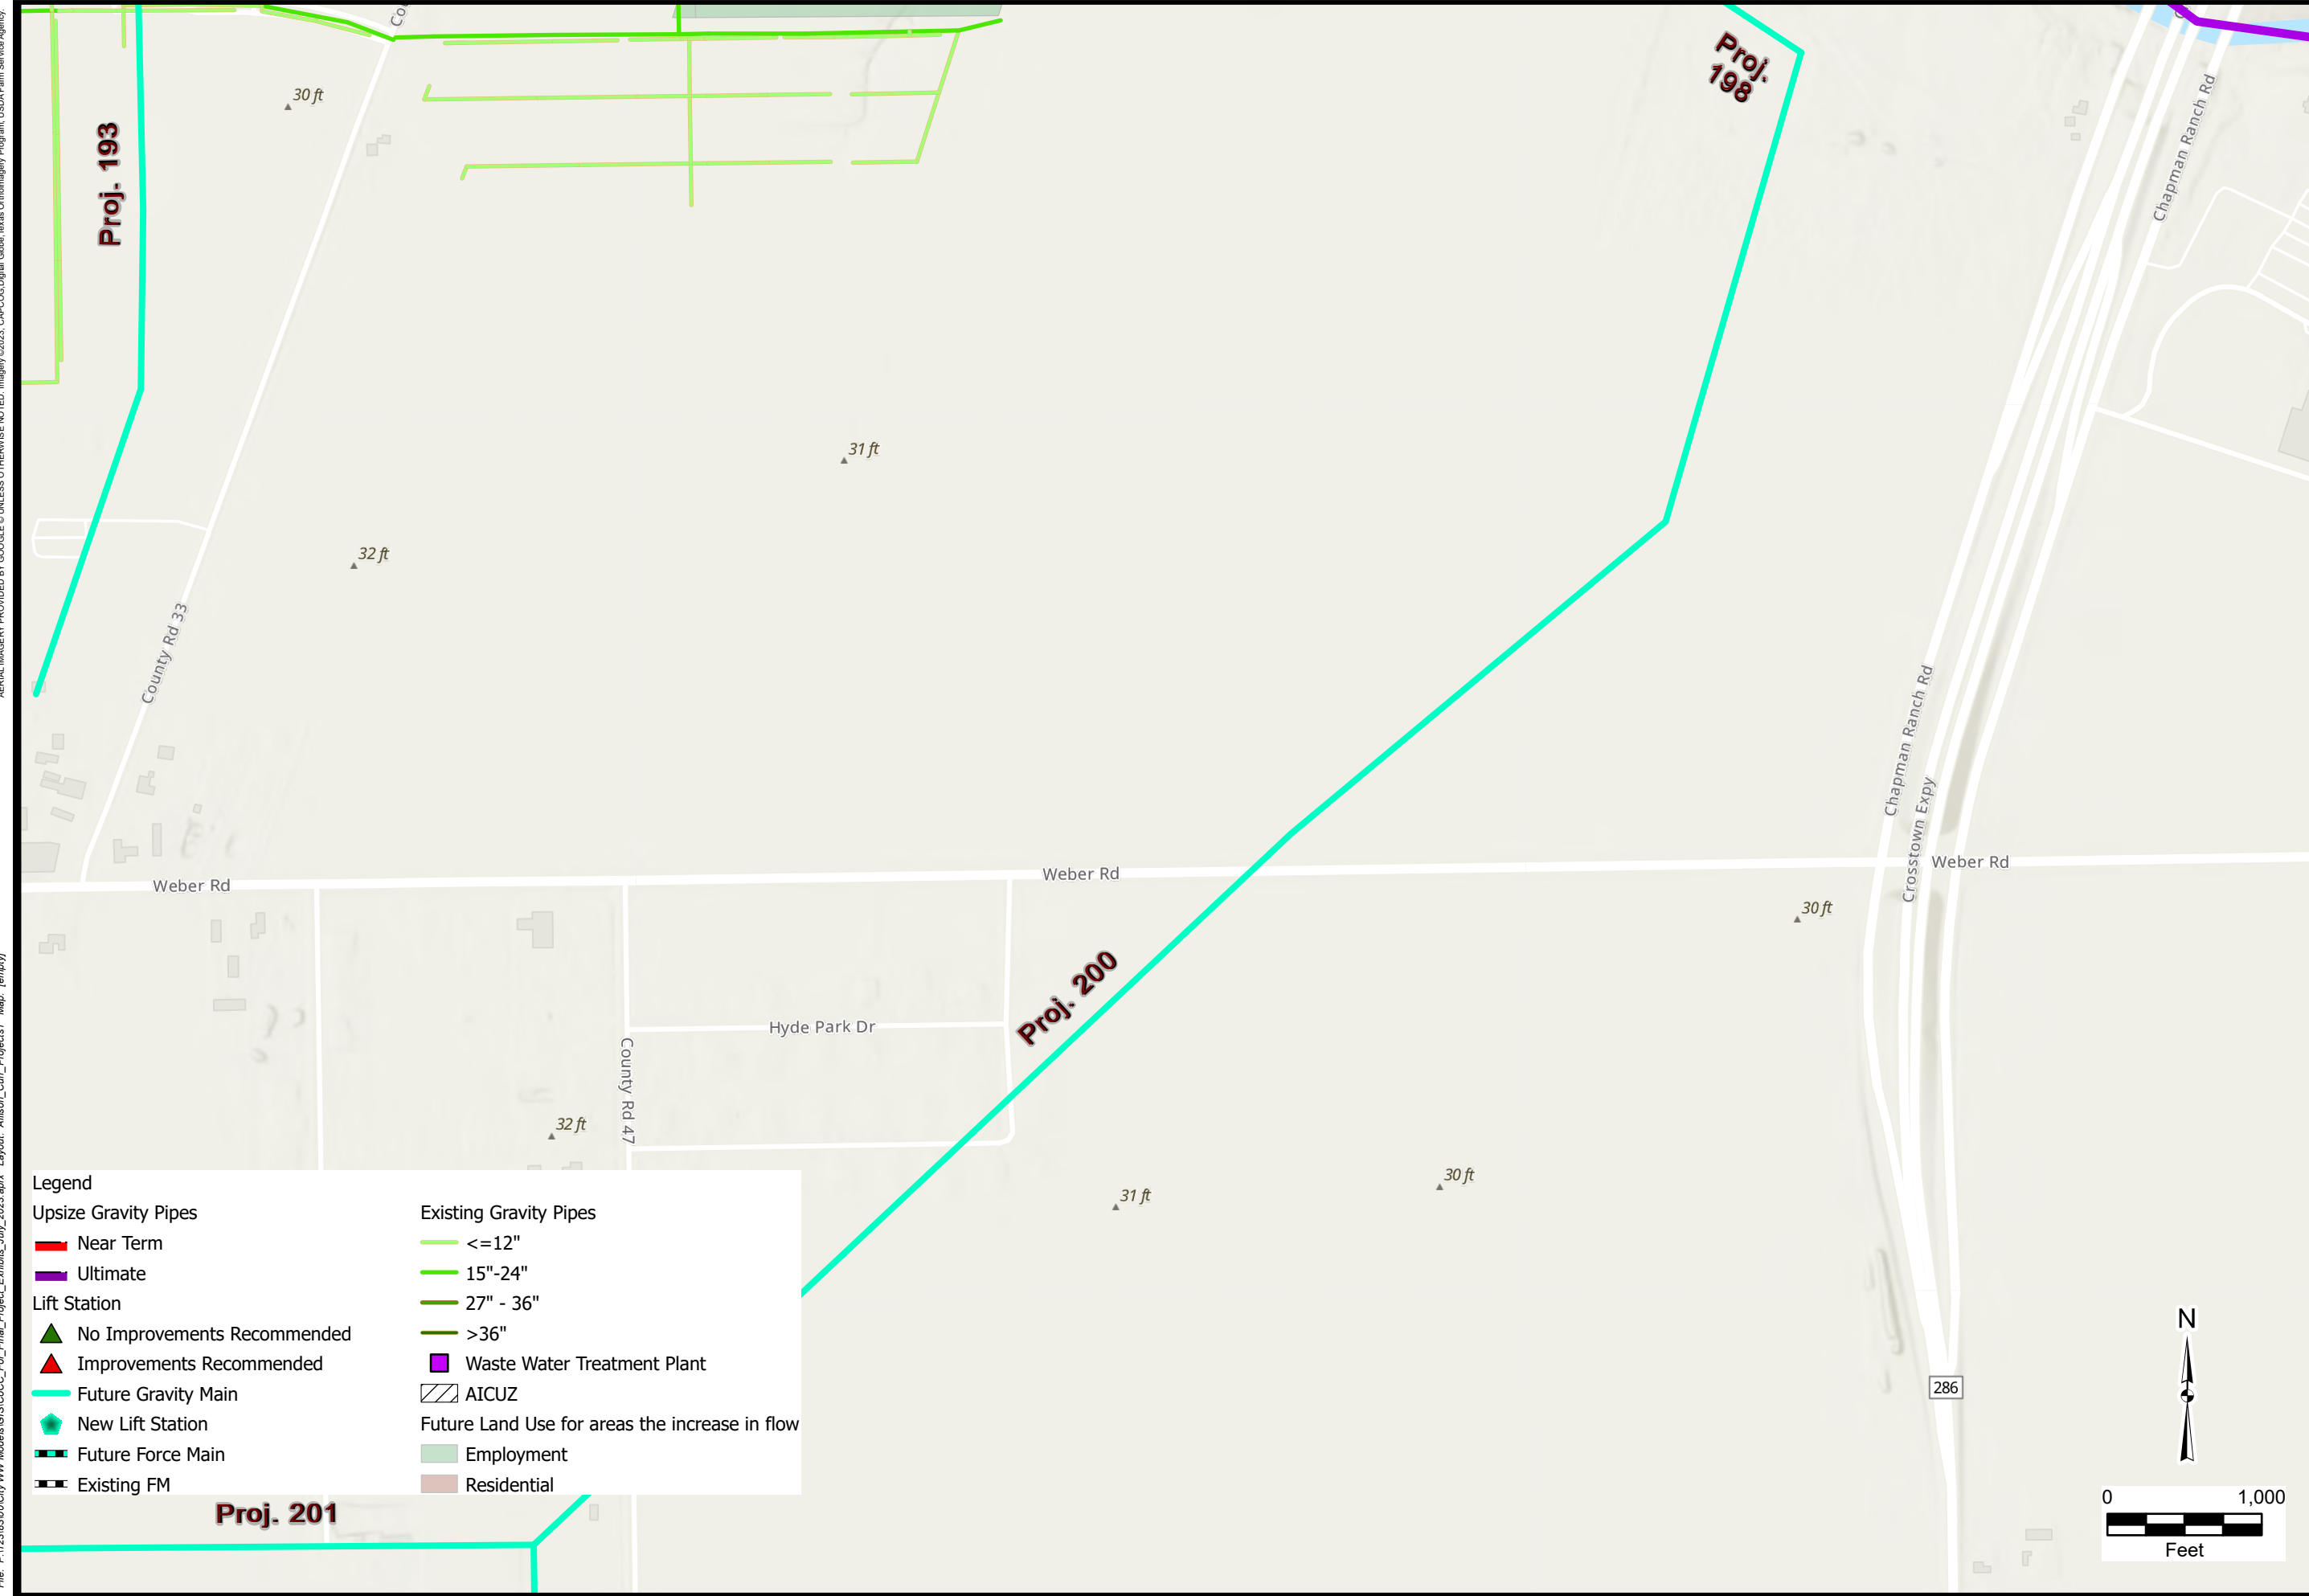 Proj.
198
Proj. 193
30 ft
Chapman Ranch Rd
31 ft
32 ft
County Rd 33
Chapman Ranch Rd
Crosstown Expy
Weber Rd
Weber Rd
Weber Rd
30 ft
Proj. 200
Hyde Park Dr
County Rd 47
32 ft
31 ft
30 ft
Legend
Upsize Gravity Pipes
Near Term
Ultimate
Lift Station
No Improvements Recommended
Improvements Recommended
Future Gravity Main
New Lift Station
Future Force Main
Existing FM
Existing Gravity Pipes
<=12"
15"-24"
27" - 36"
>36"
Waste Water Treatment Plant
AICUZ
Future Land Use for areas the increase in flow
Employment
Residential
Proj. 201
286
N
0 1,000
Feet